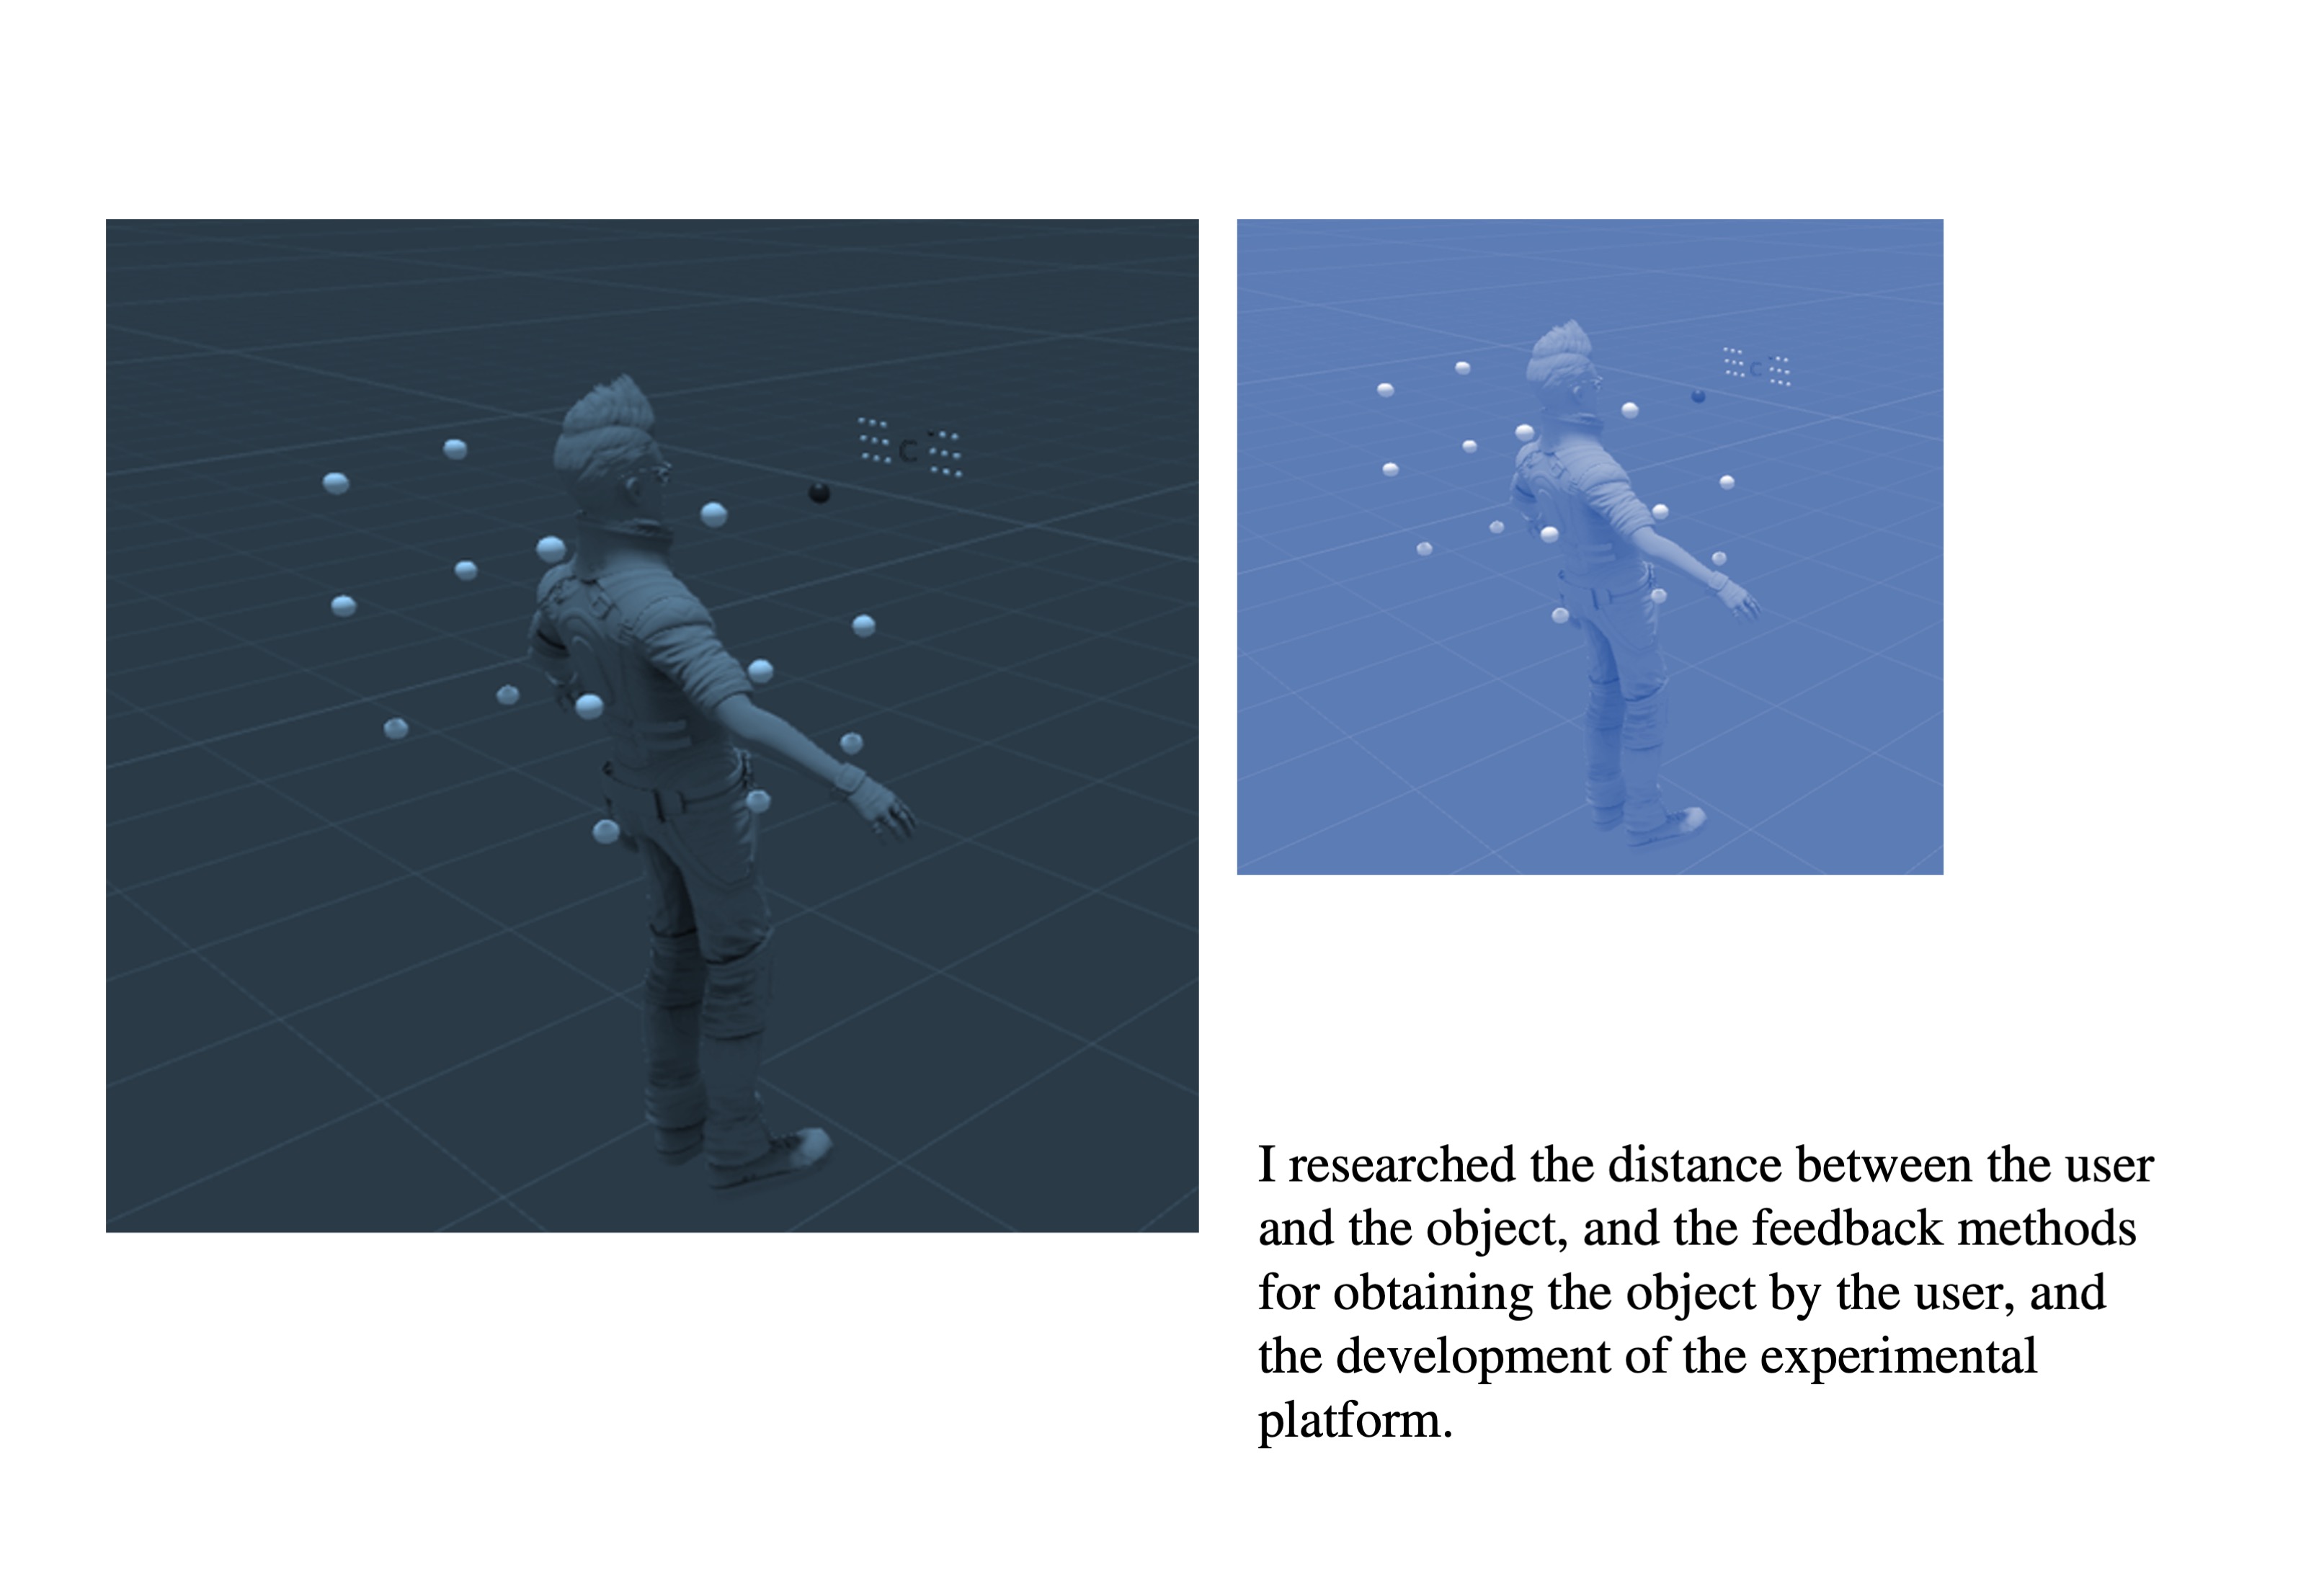 C
C
I researched the distance between the user
and the object, and the feedback methods
for obtaining the object by the user, and
the development of the experimental
platform.